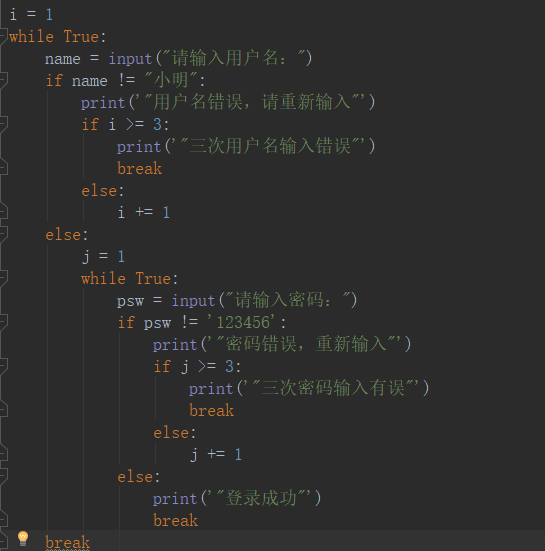 i = 1
while True:
    name = input("请输入用户名：")
    if name != "小明":
        print('"用户名错误，请重新输入"')
        if i >= 3:
            print('"三次用户名输入错误"')
            break
        else:
            i += 1
    else:
        j = 1
        while True:
            psw = input("请输入密码：")
            if psw != '123456':
                print('"密码错误，重新输入"')
                if j >= 3:
                    print('"三次密码输入有误"')
                    break
                else:
                    j += 1
            else:
                print('"登录成功"')
                break
    break